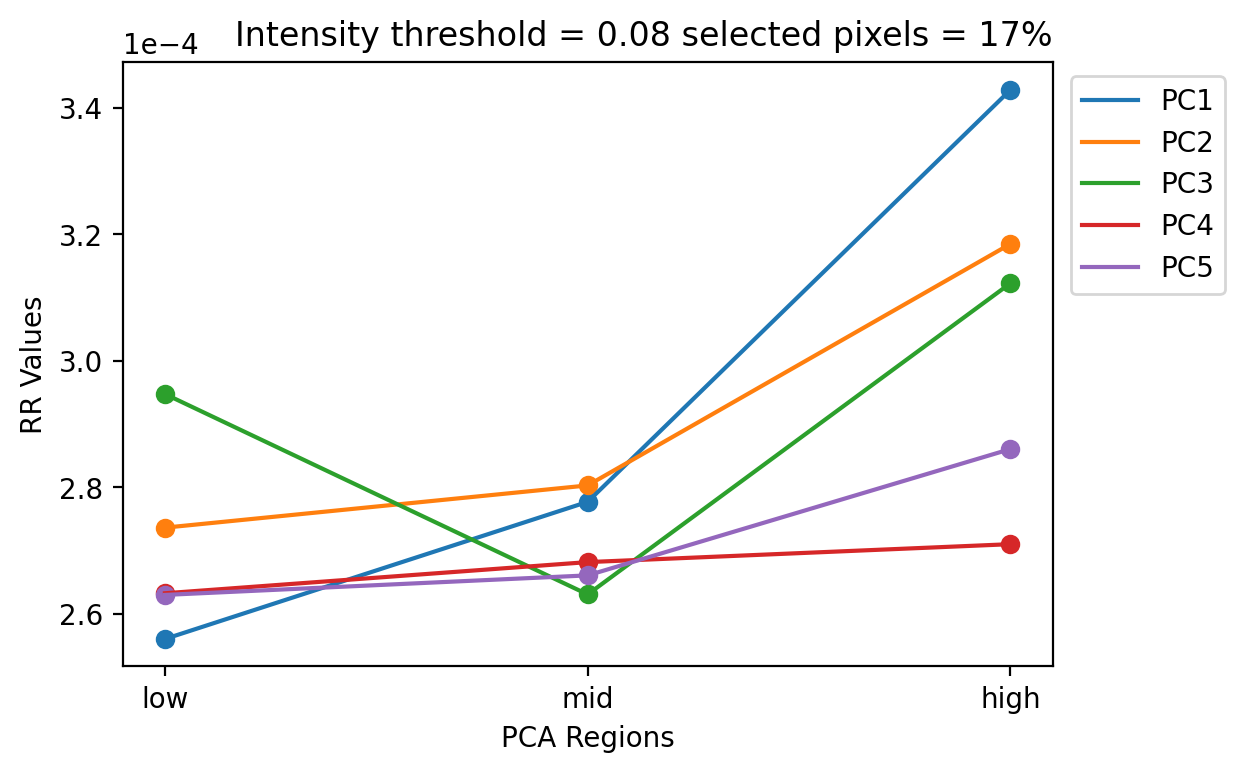 Intensity threshold = 0.08 selected pixels = 17%
1e−4
3.4
3.2
3.0
2.8
2.6
RR Values
low
mid
high
PCA Regions
PC1
PC2
PC3
PC4
PC5